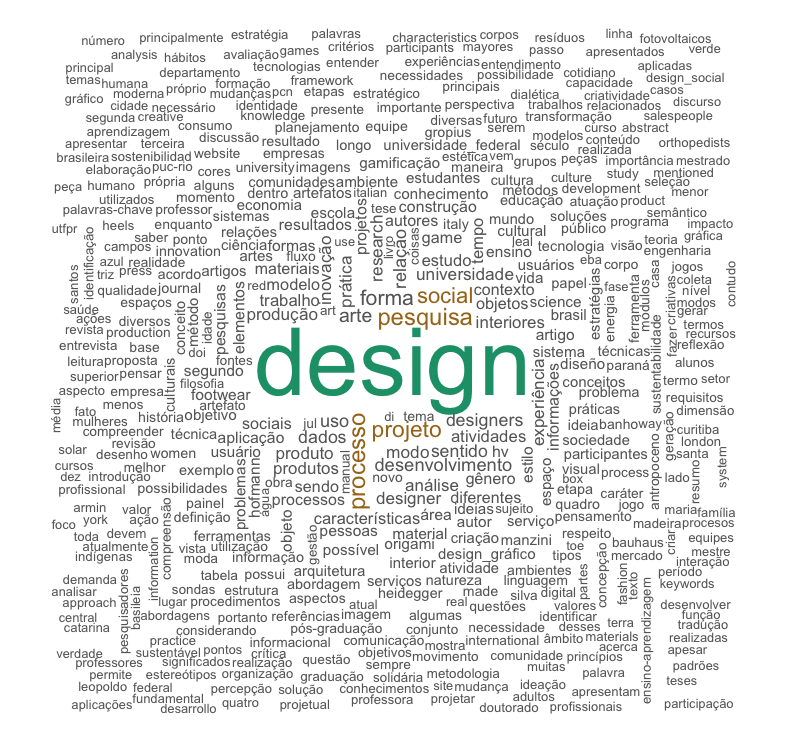 número principalmente estratégia palavras characteristics corpos resíduos linha fotovoltaicos
analysis hábitos avaliação games critérios participants mayores passo apresentados verde
principal departamento tecnologias entender experiências entendimento aplicadas
temas humana próprio formação framework necessidades possibilidade cotidiano capacidade design_social
gráfico moderna mudanças pcn etapas estratégico principais dialética criatividade casos
cidade necessário identidade presente importante perspectiva trabalhos relacionados discurso
segunda creative knowledge diversas futuro transformação salespeople
aprendizagem consumo planejamento equipe gropius serem modelos curso abstract
apresentar terceira discussão resultado longo universidade_federal século conteúdo realizada orthopedists
brasileira sostenibilidad website empresas gamificação estética vem grupos peças importância mestrado
elaboração puc-rio cores university imagens maneira study mentioned
peça humano própria alguns comunidades ambiente estudantes cultura culture seleção
utilizados momento dentro artefatos italian conhecimento métodos development menor
palavras-chave professor economia escola projetos tese construção educação atuação product semântico
utfpr heels enquanto sistemas resultados research livro autores italy mundo soluções programa impacto
identificação saber ponto relações inovação use relação coisas game tempo cultural público teoria gráfica
campos innovation ciência formas prática estudo leal tecnologia visão engenharia
santos azul realidade artes fluxo ensino usuários eba corpo casa jogos
triz press acordo artigos materiais universidade vida papel estratégias fase ferramenta módulos coleta contudo
qualidade journal pesquisas elementos red modelo forma social contexto energia nível
espaços trabalho art objetos science criativas modos
saúde conceito método idade produção arte pesquisa interiores brasil sustentabilidade fazer gerar
ações diversos termos
revista production doi artigo recursos
entrevista base fonte design sistema técnicas reflexão
leitura proposta culturais segundo experiência informações diseño paraná alunos
superior pensar filosofia conceitos termo setor
aspecto empresa footwear problema requisitos
média menos artefato práticas dimensão
fato história objetivo sociais jul uso processo di tema designers ideia banho way geração curitiba
mulheres técnica aplicação dados projeto atividades sociedade antropoceno london
compreender revisão
solar desenho women usuário produto manual modo sentido hv estilo participantes santa system
cursos melhor exemplo problemas hofmann produtos desenvolvimento espaço visual process lado resumo
dez introdução água obra novo análise gênero box
profissional possibilidades sendo designer diferentes etapa caráter
armin valor painel processos quadro jogo maria família
foco york ação definição objeto gestão características área ideias sujeito pensamento madeira procesos
toda devem ferramentas pessoas autor serviço respeito criar equipes
atualmente compreensão vista utilização possível material criação manzini bauhaus mestre
indígenas information moda informação origami design_gráfico toe tipos mercado interação
tabela possui arquitetura interior atividade ambientes partes concepção fashion texto período
demanda pesquisadores sondas estrutura abordagem serviços natureza linguagem keywords
analisar basileia lugar procedimentos aspectos heidegger made silva digital ensino-aprendizagem desenvolver
approach abordagens atual real questões valores função
central portanto referências imagem algumas identificar terra tradução
catarina considerando pós-graduação conjunto necessidade desses materials realizadas
practice informacional comunicação mostra international âmbito acerca apesar
verdade sustentável pontos crítica objetivos movimento comunidade princípios
professores significados realização questão sempre muitas padrões
permite estereótipos organização graduação solidária metodologia palavra teses
leopoldo federal percepção solução conhecimentos site mudança ideação apresentam
fundamental quatro projetual professora projetar adultos
aplicações desarrollo doutorado profissionais participação